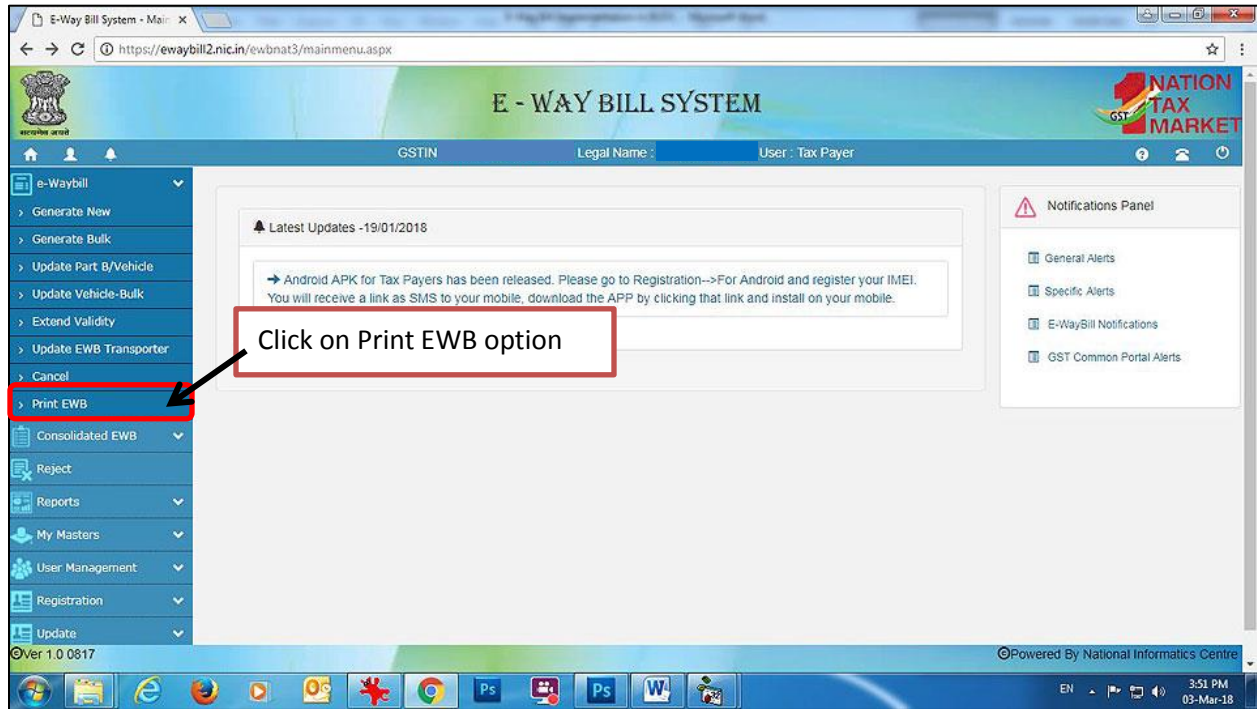 E-Way Bill System - Main
https://ewaybill2.nic.in/ewbnat3/mainmenu.aspx
सत्यमेव जयते
E - WAY BILL SYSTEM
GST
1 NATION
TAX
MARKET
GSTIN
Legal Name :
User : Tax Payer
e-Waybill
Generate New
Generate Bulk
Update Part B/Vehicle
Update Vehicle-Bulk
Extend Validity
Update EWB Transporter
Cancel
Print EWB
Consolidated EWB
Reject
Reports
My Masters
User Management
Registration
Update
Latest Updates -19/01/2018
➔ Android APK for Tax Payers has been released. Please go to Registration-->For Android and register your IMEI.
You will receive a link as SMS to your mobile, download the APP by clicking that link and install on your mobile.
Click on Print EWB option
Notifications Panel
General Alerts
Specific Alerts
E-WayBill Notifications
GST Common Portal Alerts
©Ver 1.0 0817
©Powered By National Informatics Centre
Ps
Ps
W
EN
3:51 PM
03-Mar-18